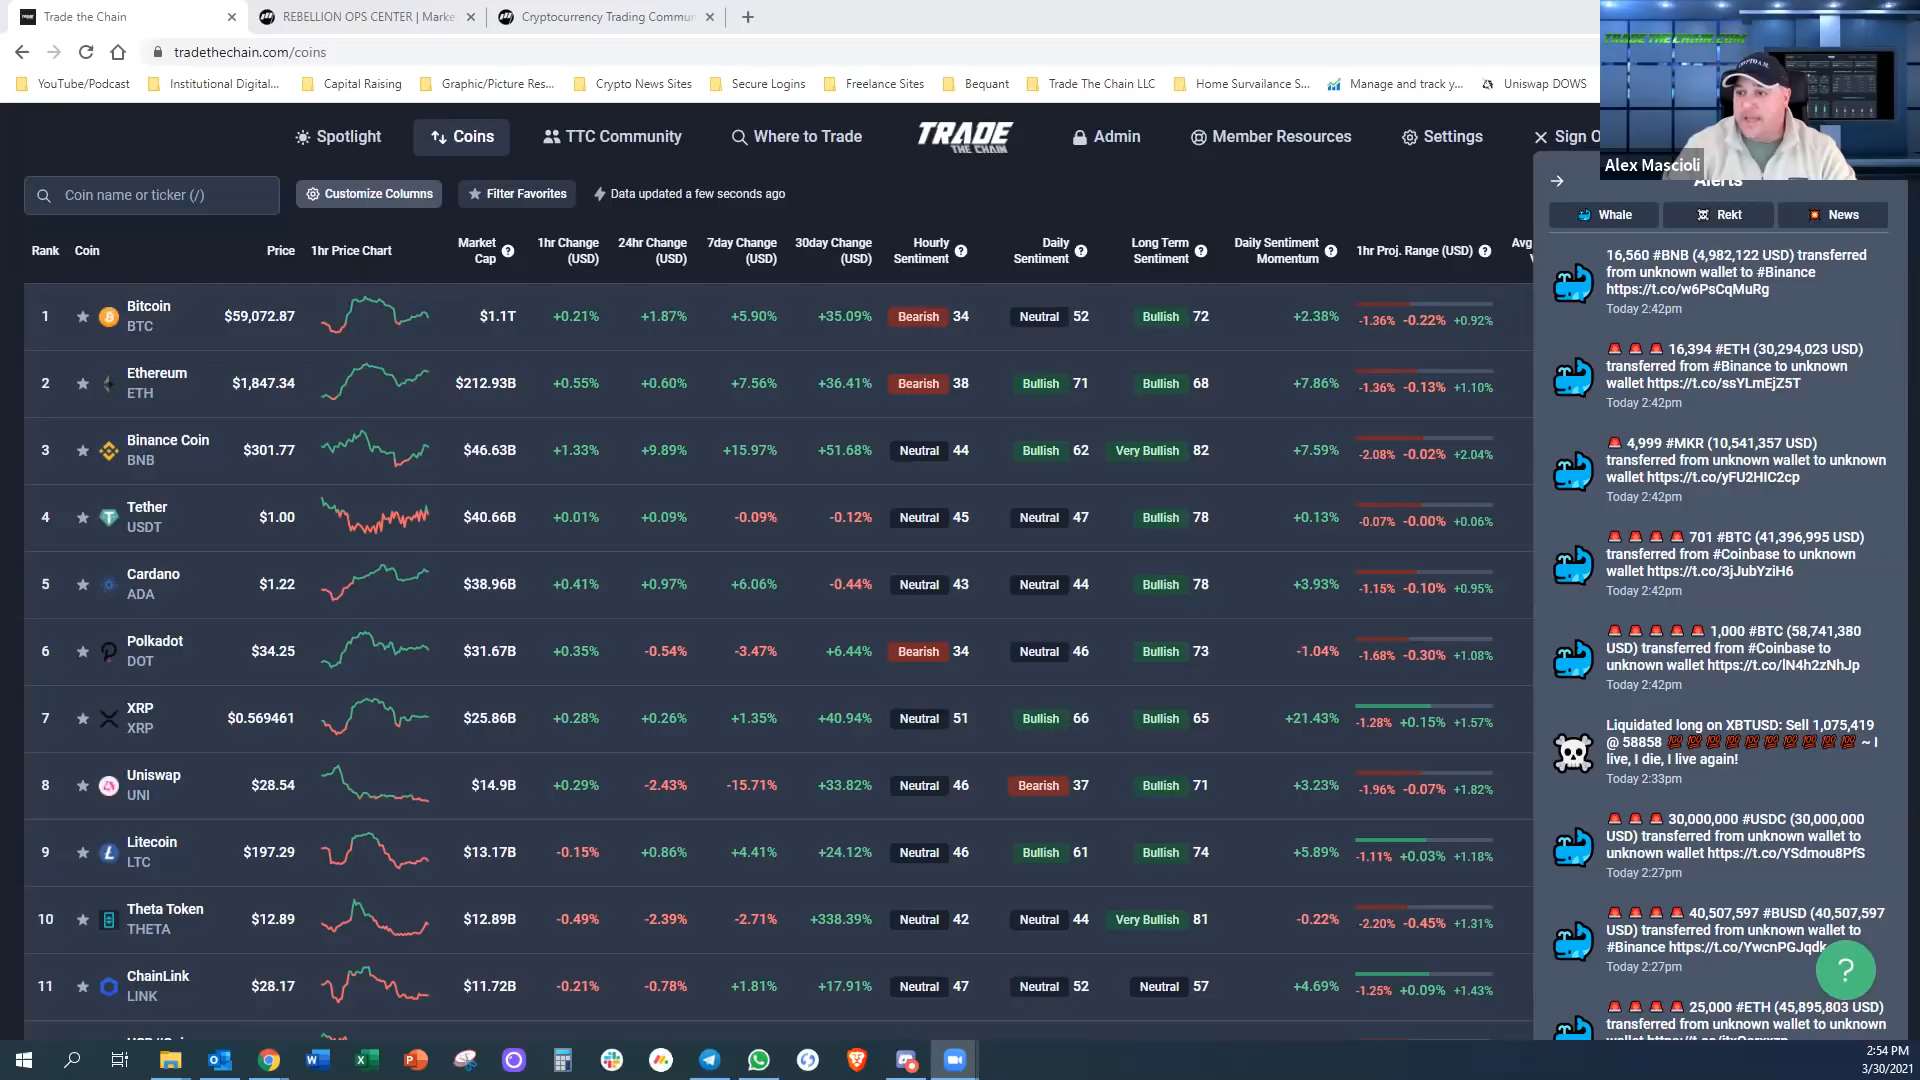 Trade the Chain
REBELLION OPS CENTER | Marke
Cryptocurrency Trading Commun
tradethechain.com/coins
YouTube/Podcast
Institutional Digital...
Capital Raising
Graphic/Picture Res...
Crypto News Sites
Secure Logins
Freelance Sites
Bequant
Trade The Chain LLC
Home Survailance S...
Manage and track y...
Uniswap DOWS
TRADE THE CHAIN.COM
Alex Mascioli
Spotlight
Coins
TTC Community
Where to Trade
TRADE
THE CHAIN
Admin
Member Resources
Settings
Sign O
Coin name or ticker (/)
Customize Columns
Filter Favorites
Data updated a few seconds ago
Rank Coin Price 1hr Price Chart Market Cap 1hr Change (USD) 24hr Change (USD) 7day Change (USD) 30day Change (USD) Hourly Sentiment Daily Sentiment Long Term Sentiment Daily Sentiment Momentum 1hr Proj. Range (USD) Avg
1 Bitcoin BTC $59,072.87 $1.1T +0.21% +1.87% +5.90% +35.09% Bearish 34 Neutral 52 Bullish 72 +2.38% -1.36% -0.22% +0.92%
2 Ethereum ETH $1,847.34 $212.93B +0.55% +0.60% +7.56% +36.41% Bearish 38 Bullish 71 Bullish 68 +7.86% -1.36% -0.13% +1.10%
3 Binance Coin BNB $301.77 $46.63B +1.33% +9.89% +15.97% +51.68% Neutral 44 Bullish 62 Very Bullish 82 +7.59% -2.08% -0.02% +2.04%
4 Tether USDT $1.00 $40.66B +0.01% +0.09% -0.09% -0.12% Neutral 45 Neutral 47 Bullish 78 +0.13% -0.07% -0.00% +0.06%
5 Cardano ADA $1.22 $38.96B +0.41% +0.97% +6.06% -0.44% Neutral 43 Neutral 44 Bullish 78 +3.93% -1.15% -0.10% +0.95%
6 Polkadot DOT $34.25 $31.67B +0.35% -0.54% -3.47% +6.44% Bearish 34 Neutral 46 Bullish 73 -1.04% -1.68% -0.30% +1.08%
7 XRP XRP $0.569461 $25.86B +0.28% +0.26% +1.35% +40.94% Neutral 51 Bullish 66 Bullish 65 +21.43% -1.28% +0.15% +1.57%
8 Uniswap UNI $28.54 $14.9B +0.29% -2.43% -15.71% +33.82% Neutral 46 Bearish 37 Bullish 71 +3.23% -1.96% -0.07% +1.82%
9 Litecoin LTC $197.29 $13.17B -0.15% +0.86% +4.41% +24.12% Neutral 46 Bullish 61 Bullish 74 +5.89% -1.11% +0.03% +1.18%
10 Theta Token THETA $12.89 $12.89B -0.49% -2.39% -2.71% +338.39% Neutral 42 Neutral 44 Very Bullish 81 -0.22% -2.20% -0.45% +1.31%
11 ChainLink LINK $28.17 $11.72B -0.21% -0.78% +1.81% +17.91% Neutral 47 Neutral 52 Neutral 57 +4.69% -1.25% +0.09% +1.43%
Alerts
Whale
Rekt
News
16,560 #BNB (4,982,122 USD) transferred
from unknown wallet to #Binance
https://t.co/w6PsCqMuRg
Today 2:42pm
16,394 #ETH (30,294,023 USD)
transferred from #Binance to unknown
wallet https://t.co/ssYLmEjZ5T
Today 2:42pm
4,999 #MKR (10,541,357 USD)
transferred from unknown wallet to unknown
wallet https://t.co/yFU2HIC2cp
Today 2:42pm
701 #BTC (41,396,995 USD)
transferred from #Coinbase to unknown
wallet https://t.co/3jJubYziH6
Today 2:42pm
1,000 #BTC (58,741,380
USD) transferred from #Coinbase to
unknown wallet https://t.co/lN4h2zNhJp
Today 2:42pm
Liquidated long on XBTUSD: Sell 1,075,419
@ 58858 💯💯💯💯💯💯💯💯💯💯 ~ I
live, I die, I live again!
Today 2:33pm
30,000,000 #USDC (30,000,000
USD) transferred from unknown wallet to
unknown wallet https://t.co/YSdmou8PfS
Today 2:27pm
40,507,597 #BUSD (40,507,597
USD) transferred from unknown wallet to
#Binance https://t.co/YwcnPGJqdk
Today 2:27pm
25,000 #ETH (45,895,803 USD)
transferred from unknown wallet to unknown
2:54 PM
3/30/2021